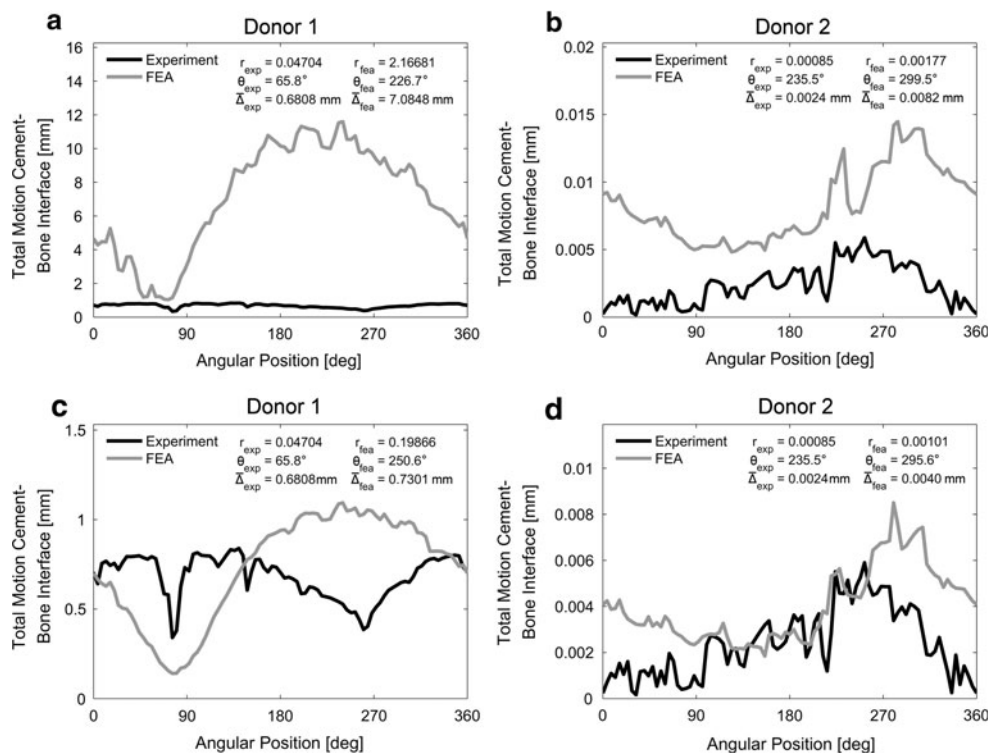 a
Donor 1
Experiment
FEA
r_exp = 0.04704
θ_exp = 65.8°
Δ̅_exp = 0.6808 mm
r_fea = 2.16681
θ_fea = 226.7°
Δ̅_fea = 7.0848 mm
Total Motion Cement-
Bone Interface [mm]
16
14
12
10
8
6
4
2
0
0 90 180 270 360
Angular Position [deg]
b
Donor 2
Experiment
FEA
r_exp = 0.00085
θ_exp = 235.5°
Δ̅_exp = 0.0024 mm
r_fea = 0.00177
θ_fea = 299.5°
Δ̅_fea = 0.0082 mm
Total Motion Cement-
Bone Interface [mm]
0.02
0.015
0.01
0.005
0
0 90 180 270 360
Angular Position [deg]
c
Donor 1
Experiment
FEA
r_exp = 0.04704
θ_exp = 65.8°
Δ̅_exp = 0.6808mm
r_fea = 0.19866
θ_fea = 250.6°
Δ̅_fea = 0.7301 mm
Total Motion Cement-
Bone Interface [mm]
1.5
1
0.5
0
0 90 180 270 360
Angular Position [deg]
d
Donor 2
Experiment
FEA
r_exp = 0.00085
θ_exp = 235.5°
Δ̅_exp = 0.0024 mm
r_fea = 0.00101
θ_fea = 295.6°
Δ̅_fea = 0.0040 mm
Total Motion Cement-
Bone Interface [mm]
0.01
0.008
0.006
0.004
0.002
0
0 90 180 270 360
Angular Position [deg]